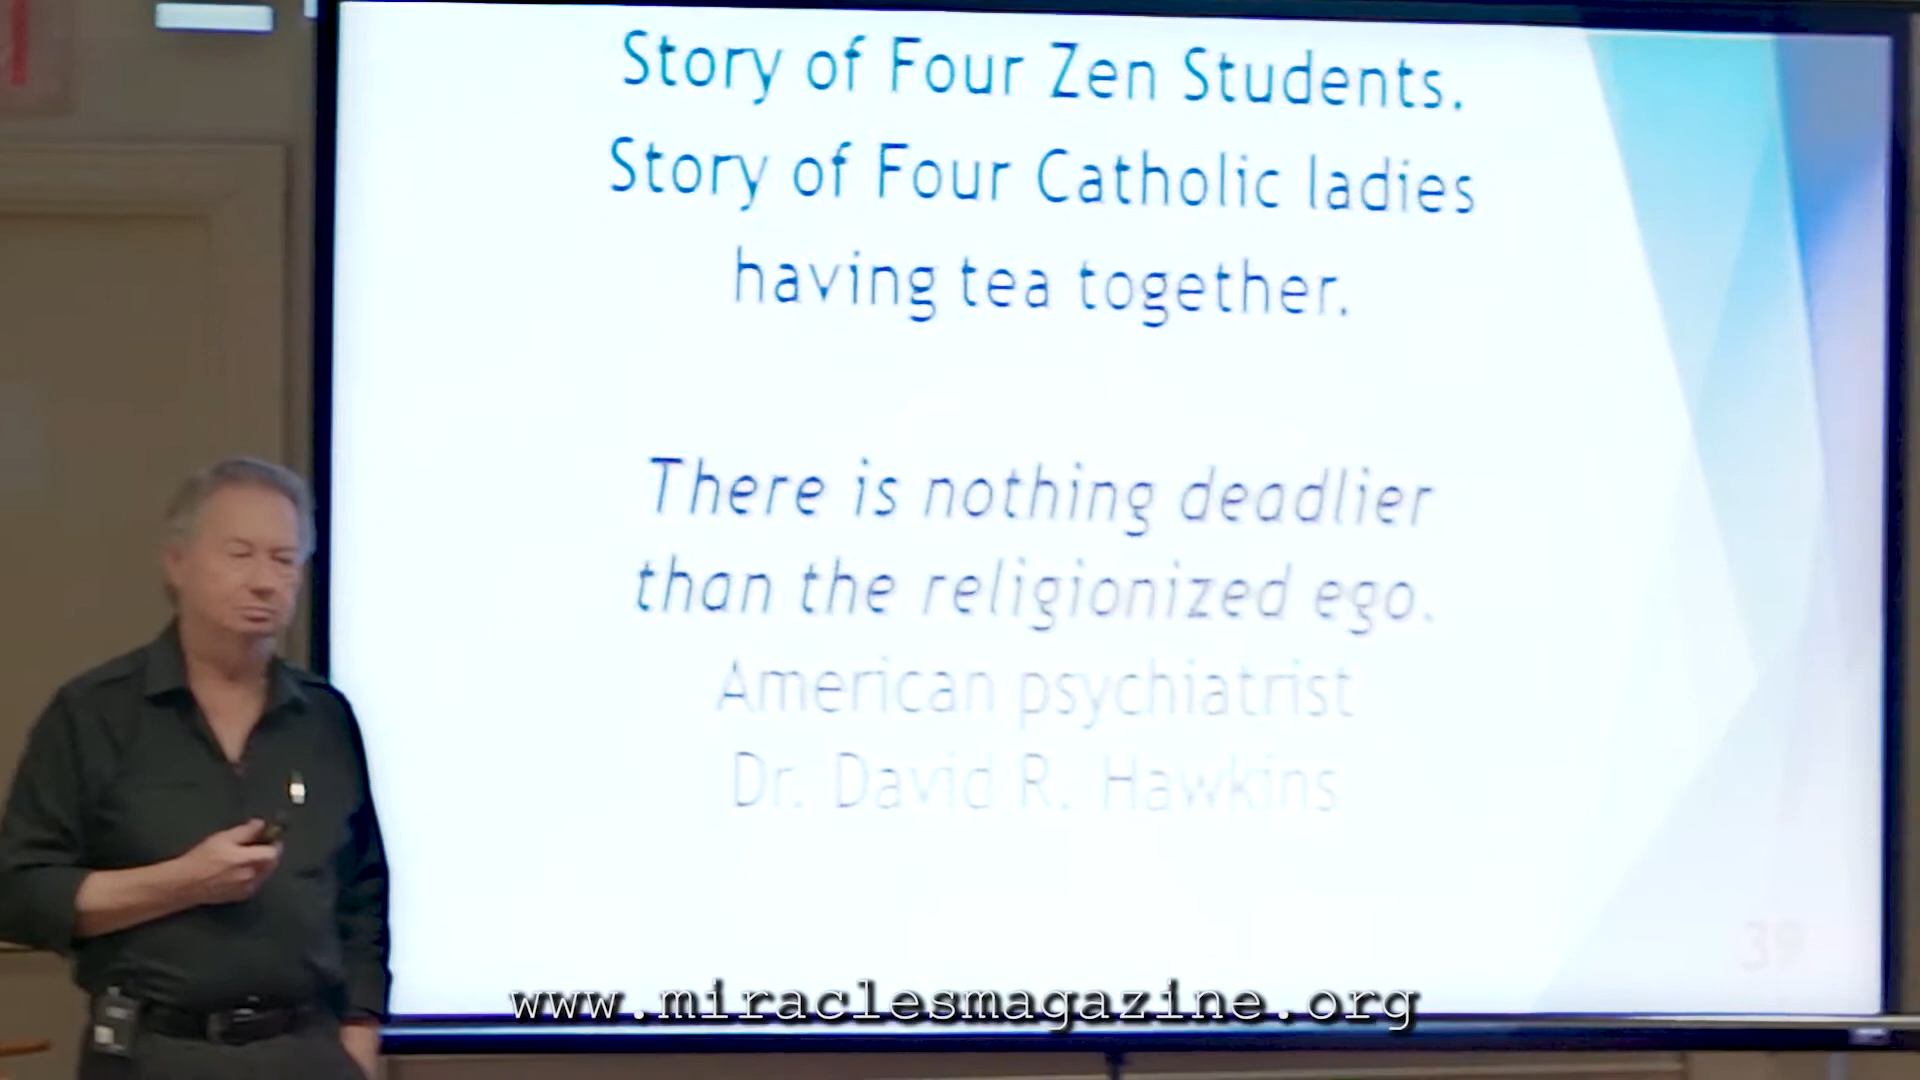 Story of Four Zen Students.
Story of Four Catholic ladies
having tea together.
There is nothing deadlier
than the religionized ego.
American psychiatrist
Dr. David R. Hawkins
39
www.miraclesmagazine.org